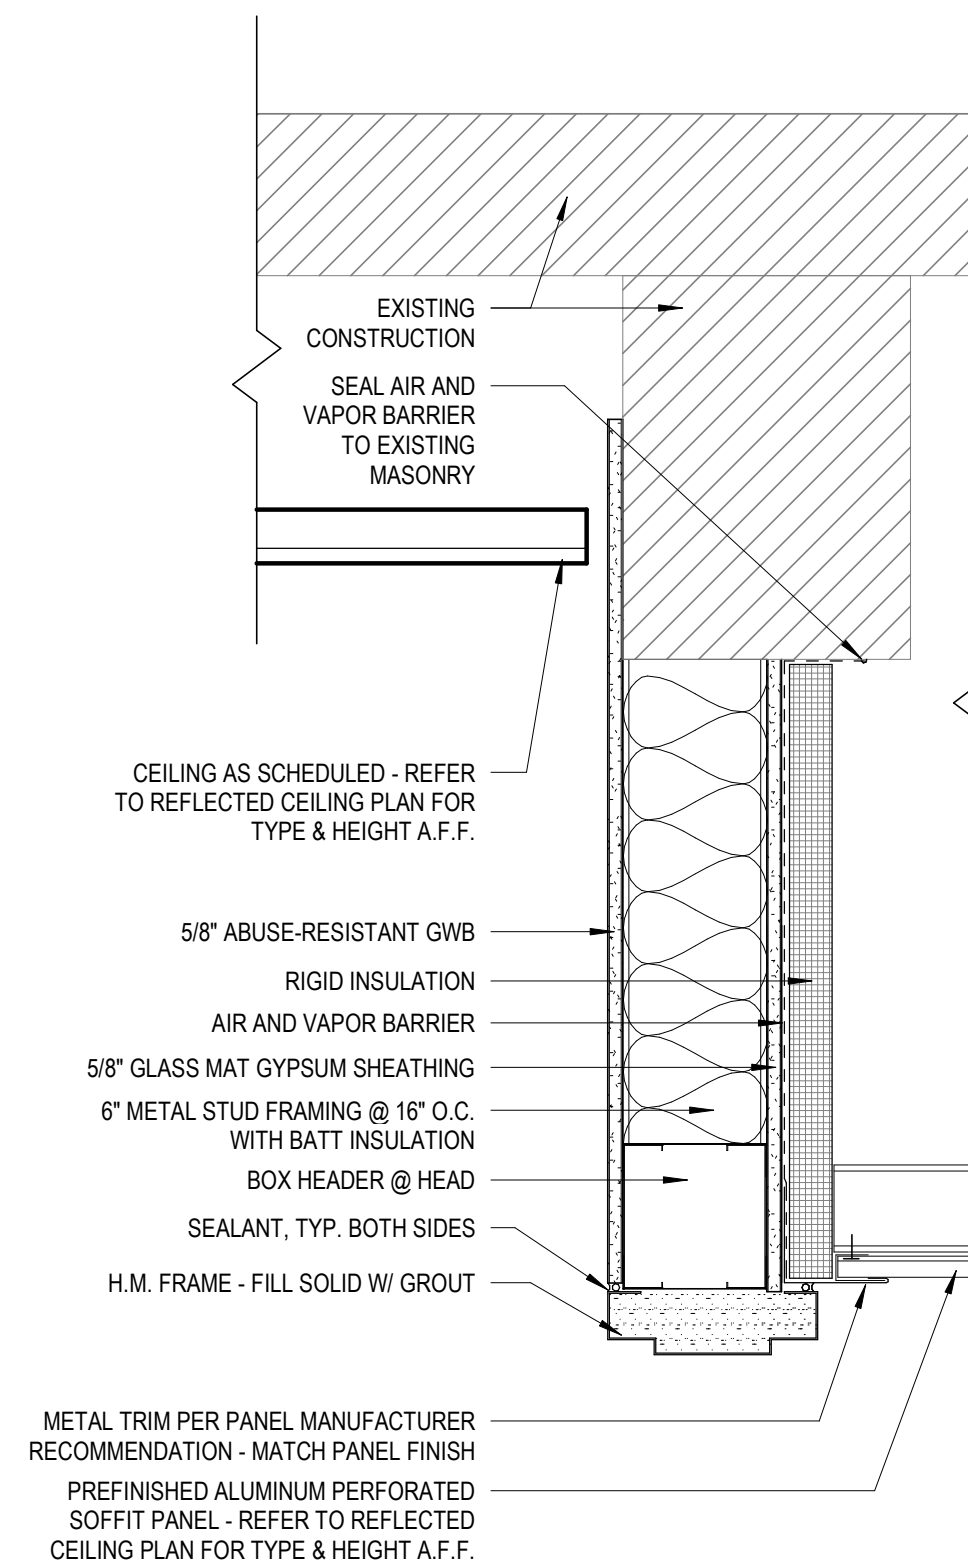 EXISTING
CONSTRUCTION
SEAL AIR AND
VAPOR BARRIER
TO EXISTING
MASONRY
CEILING AS SCHEDULED - REFER
TO REFLECTED CEILING PLAN FOR
TYPE & HEIGHT A.F.F.
5/8" ABUSE-RESISTANT GWB
RIGID INSULATION
AIR AND VAPOR BARRIER
5/8" GLASS MAT GYPSUM SHEATHING
6" METAL STUD FRAMING @ 16" O.C.
WITH BATT INSULATION
BOX HEADER @ HEAD
SEALANT, TYP. BOTH SIDES
H.M. FRAME - FILL SOLID W/ GROUT
METAL TRIM PER PANEL MANUFACTURER
RECOMMENDATION - MATCH PANEL FINISH
PREFINISHED ALUMINUM PERFORATED
SOFFIT PANEL - REFER TO REFLECTED
CEILING PLAN FOR TYPE & HEIGHT A.F.F.